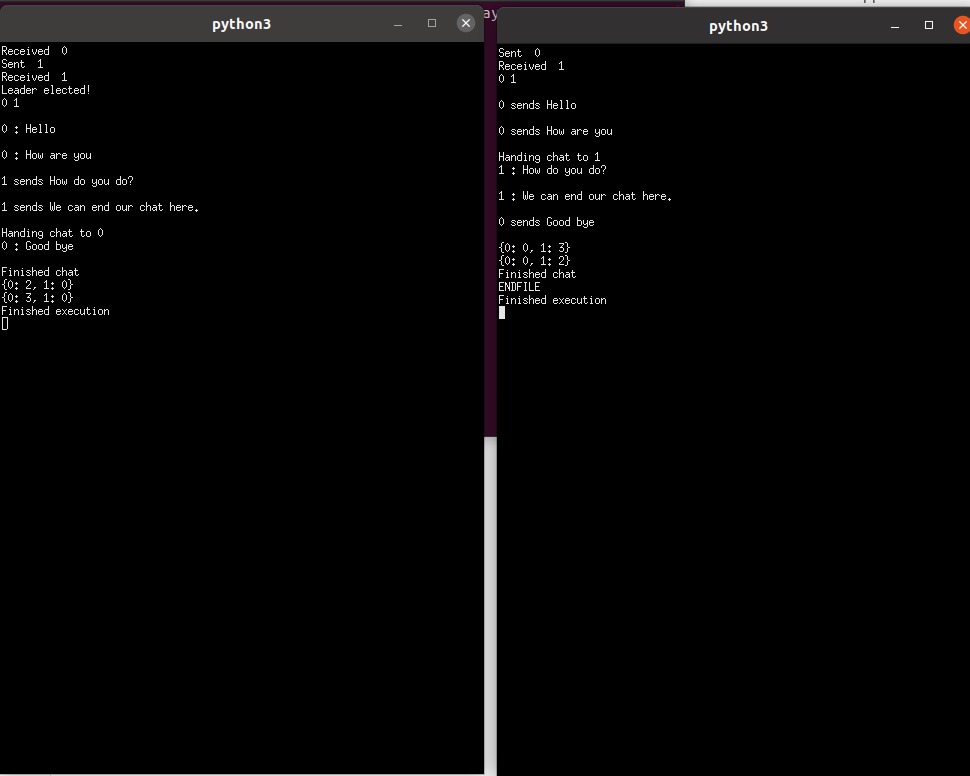 ay
python3
Received  0
Sent  1
Received  1
Leader elected!
0 1
0 : Hello
0 : How are you
1 sends How do you do?
1 sends We can end our chat here.
Handing chat to 0
0 : Good bye
Finished chat
{0: 2, 1: 0}
{0: 3, 1: 0}
Finished execution
python3
Sent  0
Received  1
0 1
0 sends Hello
0 sends How are you
Handing chat to 1
1 : How do you do?
1 : We can end our chat here.
0 sends Good bye
{0: 0, 1: 3}
{0: 0, 1: 2}
Finished chat
ENDFILE
Finished execution